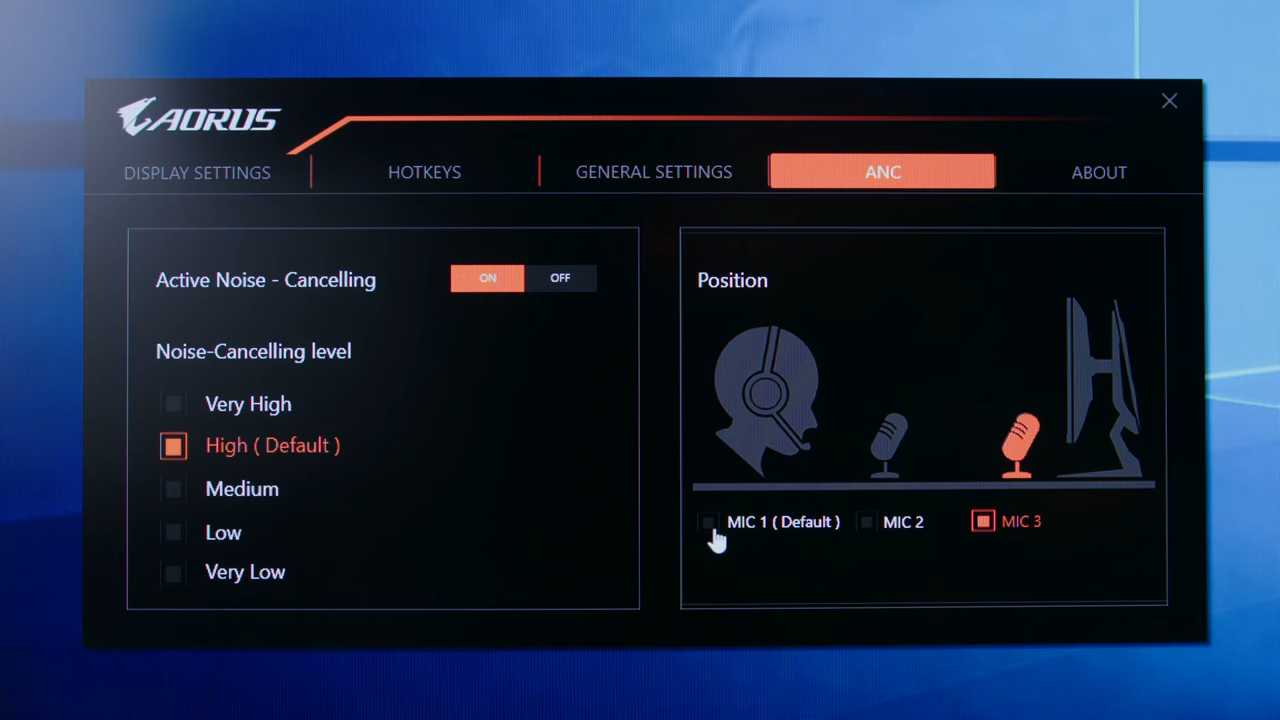 AORUS
DISPLAY SETTINGS
HOTKEYS
GENERAL SETTINGS
ANC
ABOUT
Active Noise - Cancelling
ON
OFF
Noise-Cancelling level
Very High
High ( Default )
Medium
Low
Very Low
Position
MIC 1 ( Default )
MIC 2
MIC 3